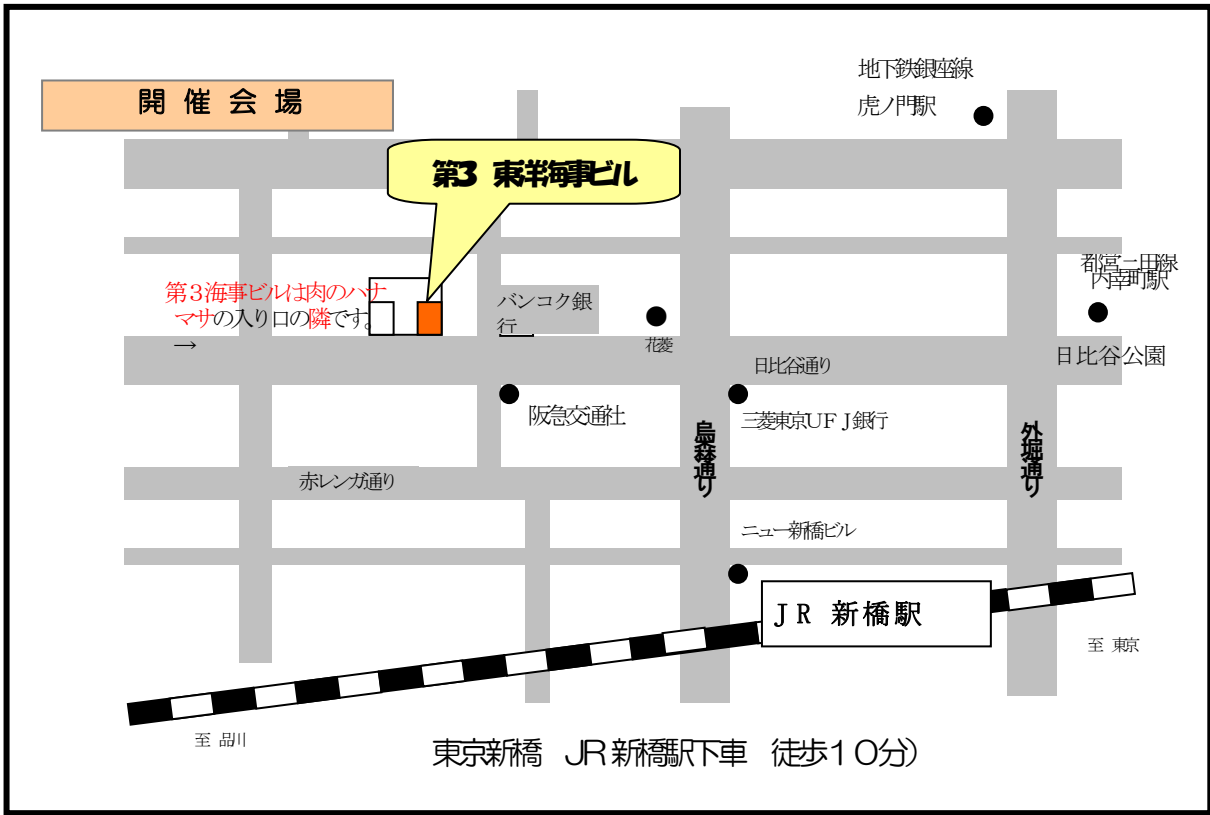 開 催 会 場
地下鉄銀座線
虎ノ門駅
第3 東洋海事ビル
都営三田線
内幸町駅
第3海事ビルは肉のハナ
マサの入り口の隣です。
→
バンコク銀
行
花菱
日比谷通り
日比谷公園
阪急交通社
三菱東京UFJ銀行
烏森通り
外堀通り
赤レンガ通り
ニュー新橋ビル
JR 新橋駅
至 東京
至 品川
東京新橋 JR新橋駅下車 徒歩10分)